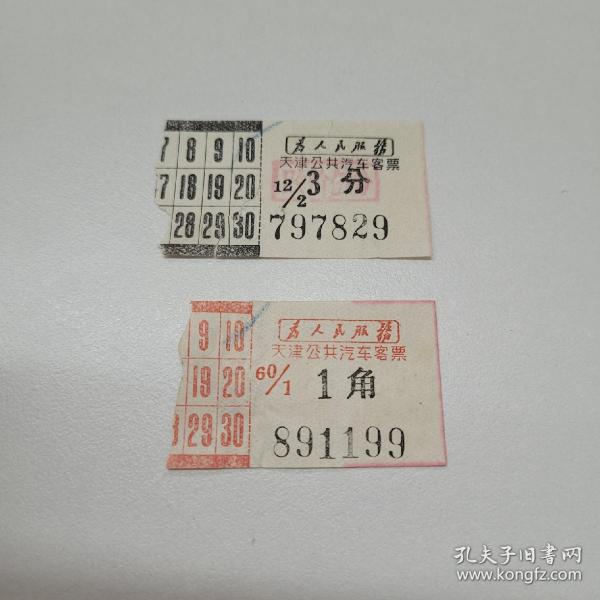 7 8 9 10
17 18 19 20
28 29 30
为人民服務
天津公共汽车客票
12/2 3 分
797829
9 10
19 20
29 30
为人民服務
天津公共汽车客票
60/1 1 角
891199
孔夫子旧书网
www.kongfz.com